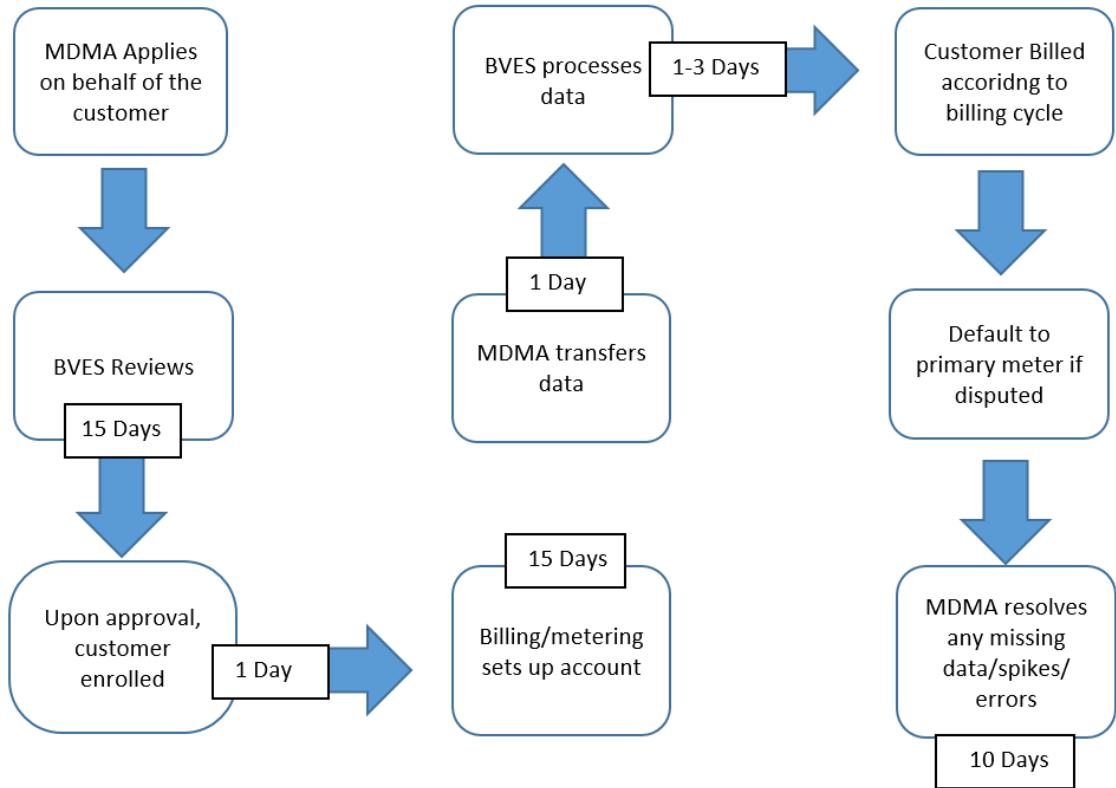 MDMA Applies
on behalf of the
customer
BVES Reviews
15 Days
Upon approval,
customer
enrolled
1 Day
15 Days
Billing/metering
sets up account
1 Day
MDMA transfers
data
BVES processes
data
1-3 Days
Customer Billed
accoridng to
billing cycle
Default to
primary meter if
disputed
MDMA resolves
any missing
data/spikes/
errors
10 Days